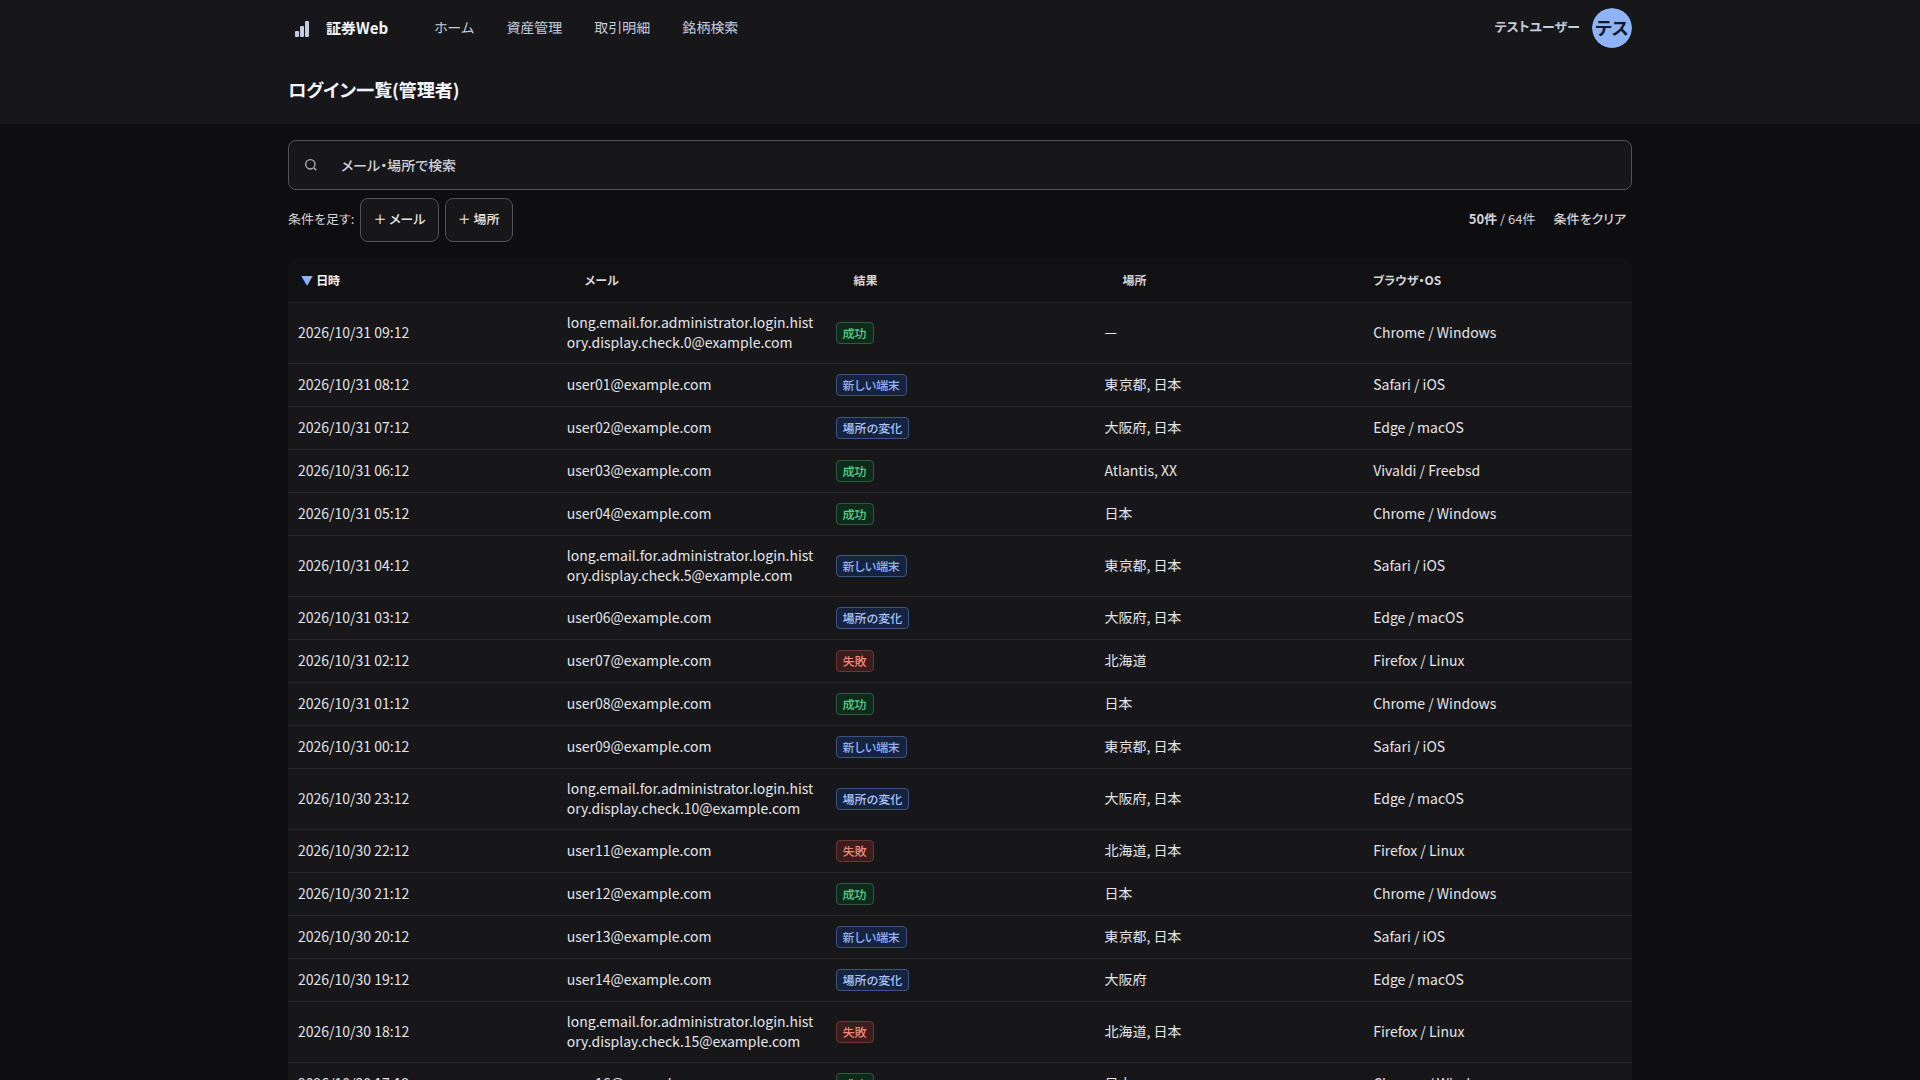 証券Web ホーム 資産管理 取引明細 銘柄検索 テストユーザー テス
ログイン一覧(管理者)
メール・場所で検索
条件を足す: ＋メール ＋場所 50件 / 64件 条件をクリア
▼日時 メール 結果 場所 ブラウザ・OS
2026/10/31 09:12 long.email.for.administrator.login.hist
ory.display.check.0@example.com 成功 — Chrome / Windows
2026/10/31 08:12 user01@example.com 新しい端末 東京都, 日本 Safari / iOS
2026/10/31 07:12 user02@example.com 場所の変化 大阪府, 日本 Edge / macOS
2026/10/31 06:12 user03@example.com 成功 Atlantis, XX Vivaldi / Freebsd
2026/10/31 05:12 user04@example.com 成功 日本 Chrome / Windows
2026/10/31 04:12 long.email.for.administrator.login.hist
ory.display.check.5@example.com 新しい端末 東京都, 日本 Safari / iOS
2026/10/31 03:12 user06@example.com 場所の変化 大阪府, 日本 Edge / macOS
2026/10/31 02:12 user07@example.com 失敗 北海道 Firefox / Linux
2026/10/31 01:12 user08@example.com 成功 日本 Chrome / Windows
2026/10/31 00:12 user09@example.com 新しい端末 東京都, 日本 Safari / iOS
2026/10/30 23:12 long.email.for.administrator.login.hist
ory.display.check.10@example.com 場所の変化 大阪府, 日本 Edge / macOS
2026/10/30 22:12 user11@example.com 失敗 北海道, 日本 Firefox / Linux
2026/10/30 21:12 user12@example.com 成功 日本 Chrome / Windows
2026/10/30 20:12 user13@example.com 新しい端末 東京都, 日本 Safari / iOS
2026/10/30 19:12 user14@example.com 場所の変化 大阪府 Edge / macOS
2026/10/30 18:12 long.email.for.administrator.login.hist
ory.display.check.15@example.com 失敗 北海道, 日本 Firefox / Linux